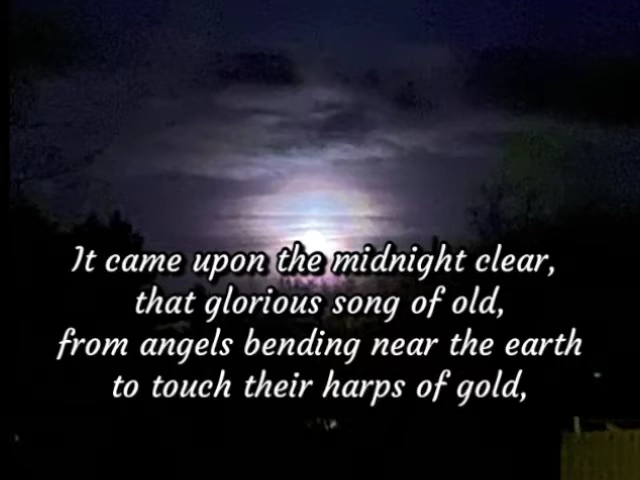 It came upon the midnight clear,
that glorious song of old,
from angels bending near the earth
to touch their harps of gold,